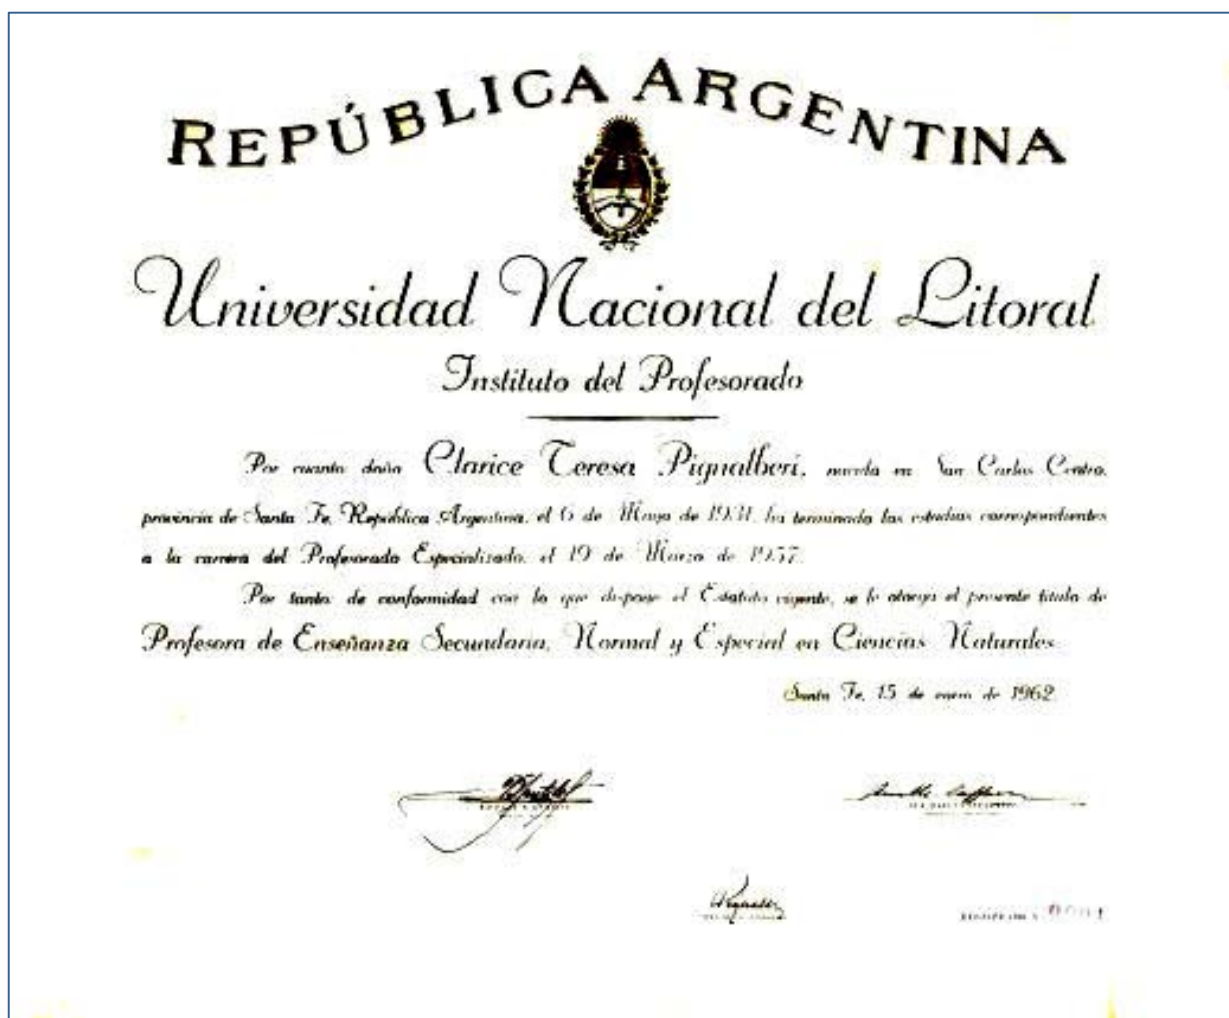 REPÚBLICA ARGENTINA
Universidad Nacional del Litoral
Instituto del Profesorado
Por cuanto doña Clarice Teresa Pignalberi, nacida en San Carlos Centro,
provincia de Santa Fe, República Argentina, el 6 de Mayo de 1931, ha terminado los estudios correspondientes
a la carrera del Profesorado Especializado, el 19 de Marzo de 1957.
Por tanto: de conformidad con lo que dispone el Estatuto vigente, se le otorga el presente título de
Profesora de Enseñanza Secundaria, Normal y Especial en Ciencias Naturales.
Santa Fe, 15 de enero de 1962.